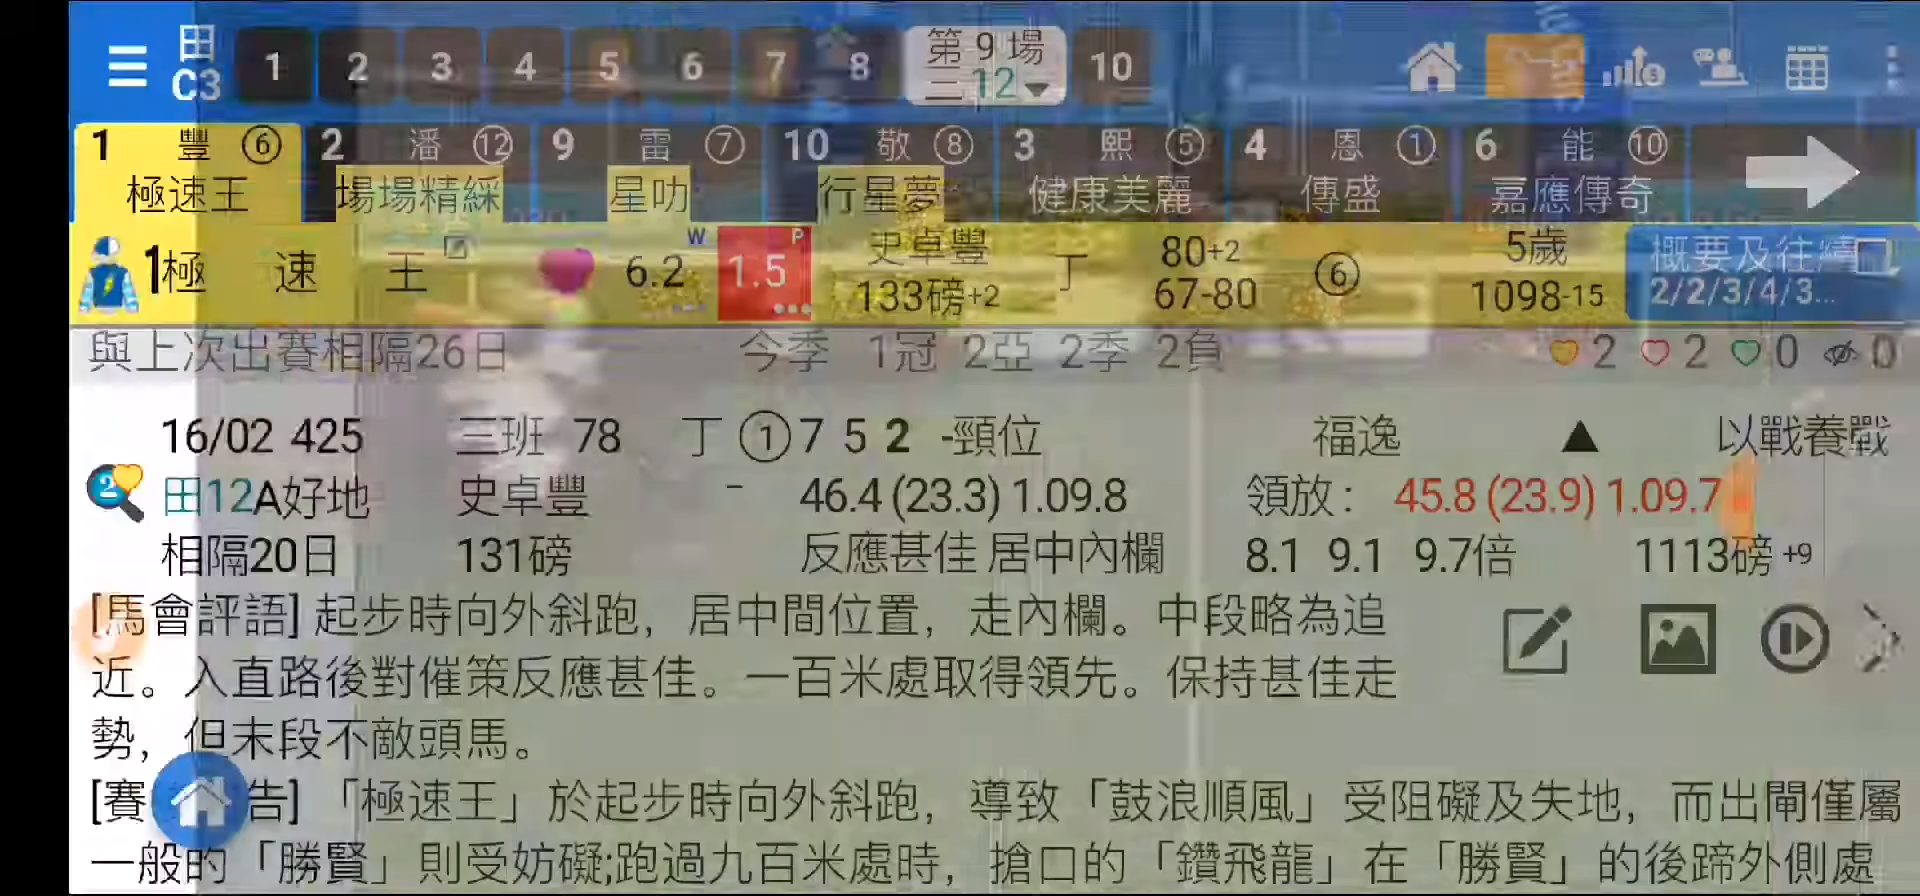 田
C3
1 2 3 4 5 6 7 8
第 9 場
三 12
10
1 豐 ⑥
極速王
2 潘 ⑫
場場精綵
9 雷 ⑦
星叻
10 敬 ⑧
行星夢
3 熙 ⑤
健康美麗
4 恩 ①
傳盛
6 能 ⑩
嘉應傳奇
1極 速 王
6.2 W
1.5 P
史卓豐
133磅+2
丁
80+2
67-80
⑥
5歲
1098-15
概要及往績
2/2/3/4/3...
與上次出賽相隔26日 今季 1冠 2亞 2季 2負 2 2 0 0
16/02 425 三班 78 丁 ① 7 5 2 -頸位 福逸 ▲ 以戰養戰
2 田12A好地 史卓豐 - 46.4 (23.3) 1.09.8 領放： 45.8 (23.9) 1.09.7
相隔20日 131磅 反應甚佳 居中內欄 8.1 9.1 9.7倍 1113磅 +9
[馬會評語] 起步時向外斜跑，居中間位置，走內欄。中段略為追
近。入直路後對催策反應甚佳。一百米處取得領先。保持甚佳走
勢，但末段不敵頭馬。
[賽 告] 「極速王」於起步時向外斜跑，導致「鼓浪順風」受阻礙及失地，而出閘僅屬
一般的「勝賢」則受妨礙;跑過九百米處時，搶口的「鑽飛龍」在「勝賢」的後蹄外側處